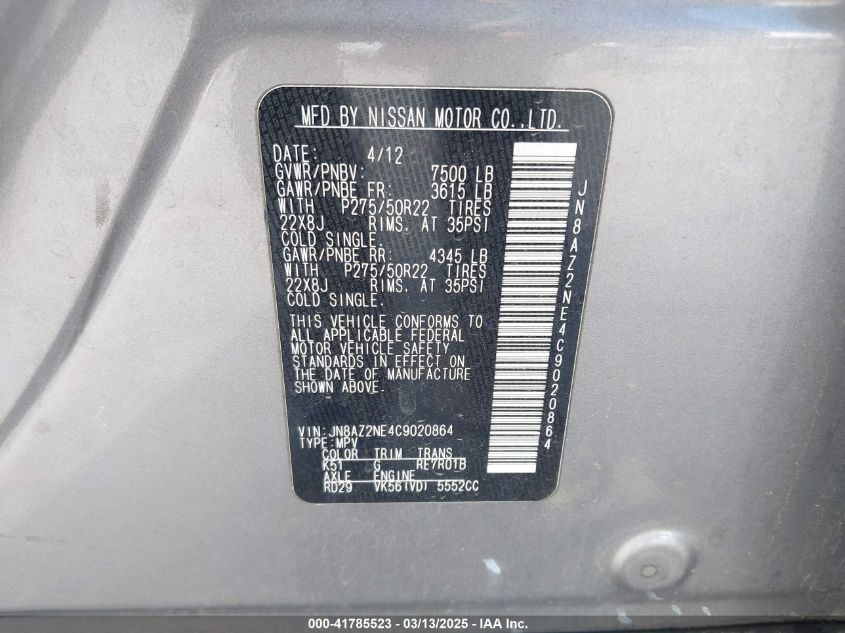 MFD BY NISSAN MOTOR CO.,LTD.
DATE: 4/12
GVWR/PNBV: 7500 LB
GAWR/PNBE FR: 3615 LB
WITH P275/50R22 TIRES
22X8J RIMS. AT 35PSI
COLD SINGLE.
GAWR/PNBE RR: 4345 LB
WITH P275/50R22 TIRES
22X8J RIMS. AT 35PSI
COLD SINGLE.
THIS VEHICLE CONFORMS TO
ALL APPLICABLE FEDERAL
MOTOR VEHICLE SAFETY
STANDARDS IN EFFECT ON
THE DATE OF MANUFACTURE
SHOWN ABOVE.
VIN:JN8AZ2NE4C9020864
TYPE:MPV
COLOR TRIM TRANS
K51 G RE7R01B
AXLE ENGINE
RD29 VK56(VD) 5552CC
JN8AZ2NE4C9020864
000-41785523 - 03/13/2025 - IAA Inc.